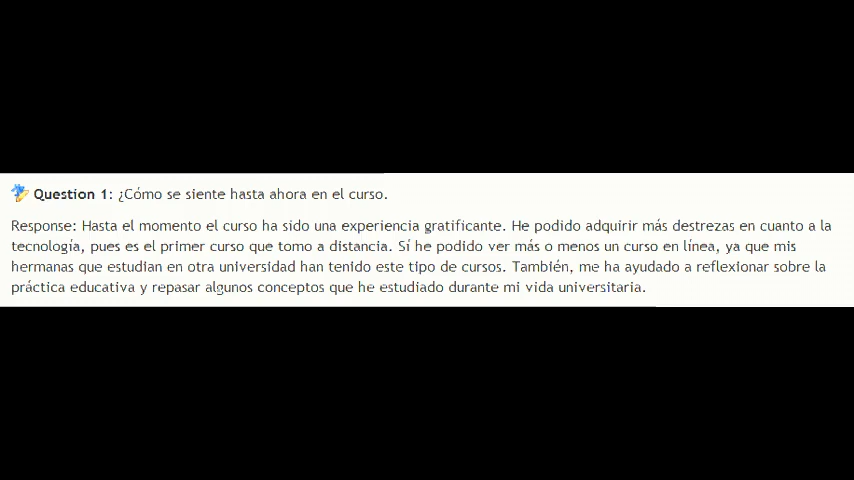 Question 1: ¿Cómo se siente hasta ahora en el curso.
Response: Hasta el momento el curso ha sido una experiencia gratificante. He podido adquirir más destrezas en cuanto a la
tecnología, pues es el primer curso que tomo a distancia. Sí he podido ver más o menos un curso en línea, ya que mis
hermanas que estudian en otra universidad han tenido este tipo de cursos. También, me ha ayudado a reflexionar sobre la
práctica educativa y repasar algunos conceptos que he estudiado durante mi vida universitaria.